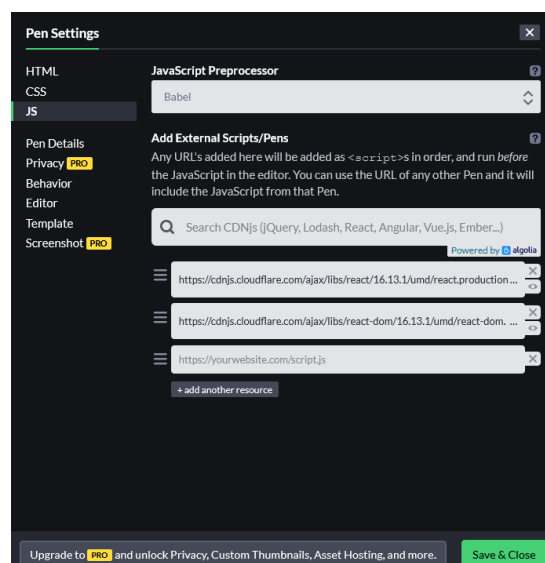 Pen Settings
HTML
CSS
JS
Pen Details
Privacy PRO
Behavior
Editor
Template
Screenshot PRO
JavaScript Preprocessor
Babel
Add External Scripts/Pens
Any URL's added here will be added as <script>s in order, and run before
the JavaScript in the editor. You can use the URL of any other Pen and it will
include the JavaScript from that Pen.
Search CDNjs (jQuery, Lodash, React, Angular, Vue.js, Ember...)
Powered by algolia
https://cdnjs.cloudflare.com/ajax/libs/react/16.13.1/umd/react.production ...
https://cdnjs.cloudflare.com/ajax/libs/react-dom/16.13.1/umd/react-dom. ...
https://yourwebsite.com/script.js
+ add another resource
Upgrade to PRO and unlock Privacy, Custom Thumbnails, Asset Hosting, and more.
Save & Close